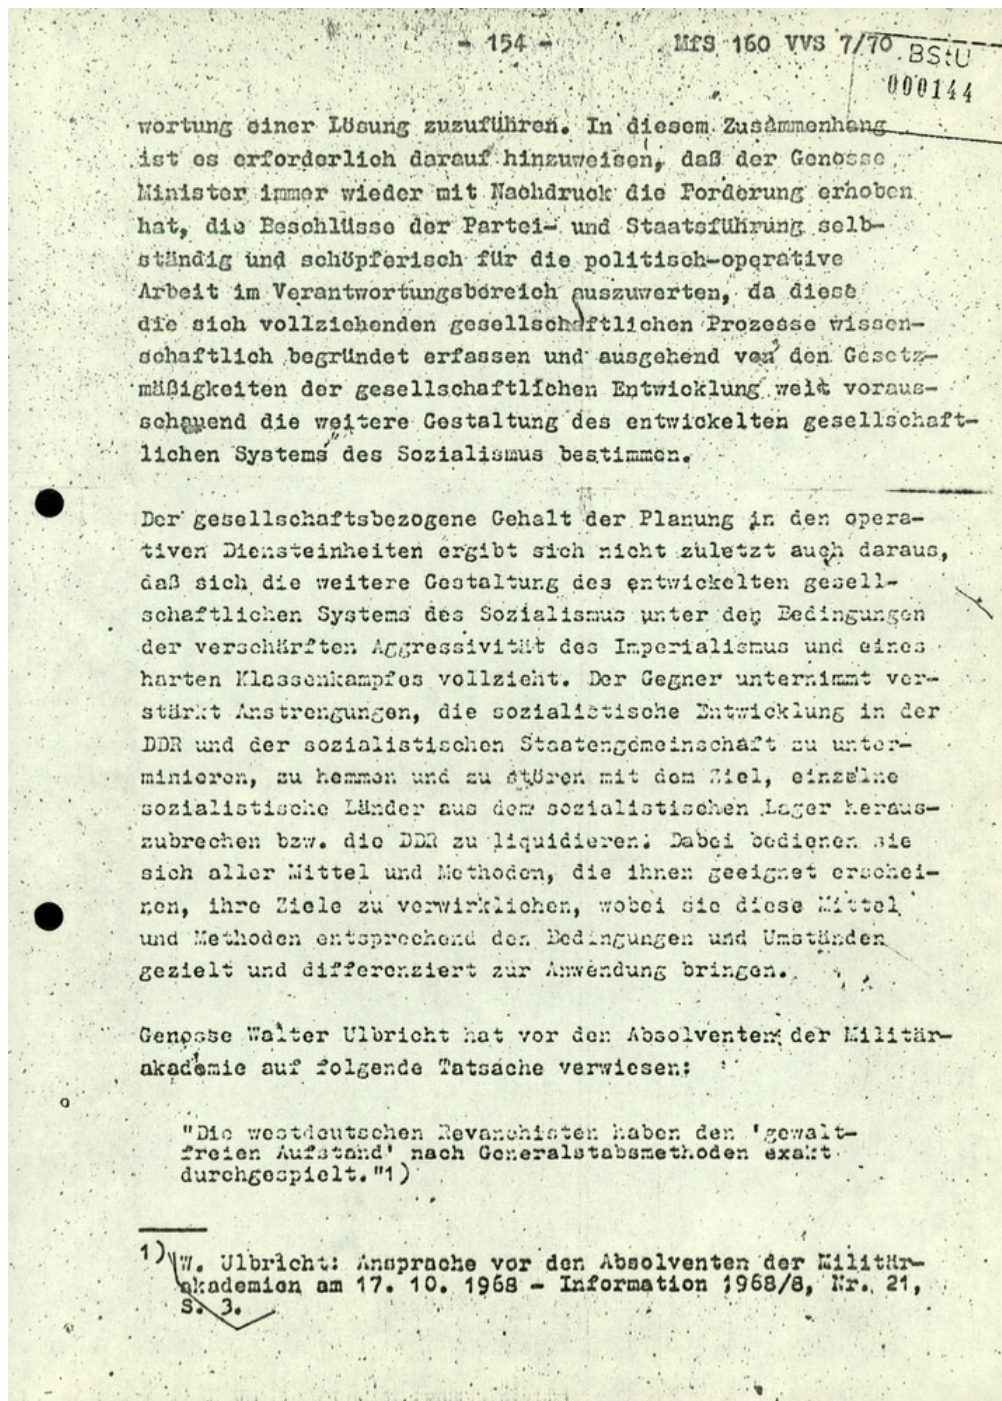 - 154 -
MfS 160 VVS 7/70
BStU
000144
wortung einer Lösung zuzuführen. In diesem Zusammenhang
ist es erforderlich darauf hinzuweisen, daß der Genosse
Minister immer wieder mit Nachdruck die Forderung erhoben
hat, die Beschlüsse der Partei- und Staatsführung selb-
ständig und schöpferisch für die politisch-operative
Arbeit im Verantwortungsbereich auszuwerten, da diese
die sich vollziehenden gesellschaftlichen Prozesse wissen-
schaftlich begründet erfassen und ausgehend von den Gesetz-
mäßigkeiten der gesellschaftlichen Entwicklung weit voraus-
schauend die weitere Gestaltung des entwickelten gesellschaft-
lichen Systems des Sozialismus bestimmen.
Der gesellschaftsbezogene Gehalt der Planung in den opera-
tiven Diensteinheiten ergibt sich nicht zuletzt auch daraus,
daß sich die weitere Gestaltung des entwickelten gesell-
schaftlichen Systems des Sozialismus unter den Bedingungen
der verschärften Aggressivität des Imperialismus und eines
harten Klassenkampfes vollzieht. Der Gegner unternimmt ver-
stärkt Anstrengungen, die sozialistische Entwicklung in der
DDR und der sozialistischen Staatengemeinschaft zu unter-
minieren, zu hemmen und zu stören mit dem Ziel, einzelne
sozialistische Länder aus dem sozialistischen Lager heraus-
zubrechen bzw. die DDR zu liquidieren. Dabei bedienen sie
sich aller Mittel und Methoden, die ihnen geeignet erschei-
nen, ihre Ziele zu verwirklichen, wobei sie diese Mittel
und Methoden entsprechend den Bedingungen und Umständen
gezielt und differenziert zur Anwendung bringen.
Genosse Walter Ulbricht hat vor den Absolventen der Militär-
akademie auf folgende Tatsache verwiesen:
"Die westdeutschen Revanchisten haben den 'gewalt-
freien Aufstand' nach Generalstabsmethoden exakt
durchgespielt."1)
1) W. Ulbricht: Ansprache vor den Absolventen der Militär-
akademien am 17. 10. 1968 - Information 1968/8, Nr. 21,
S. 3.